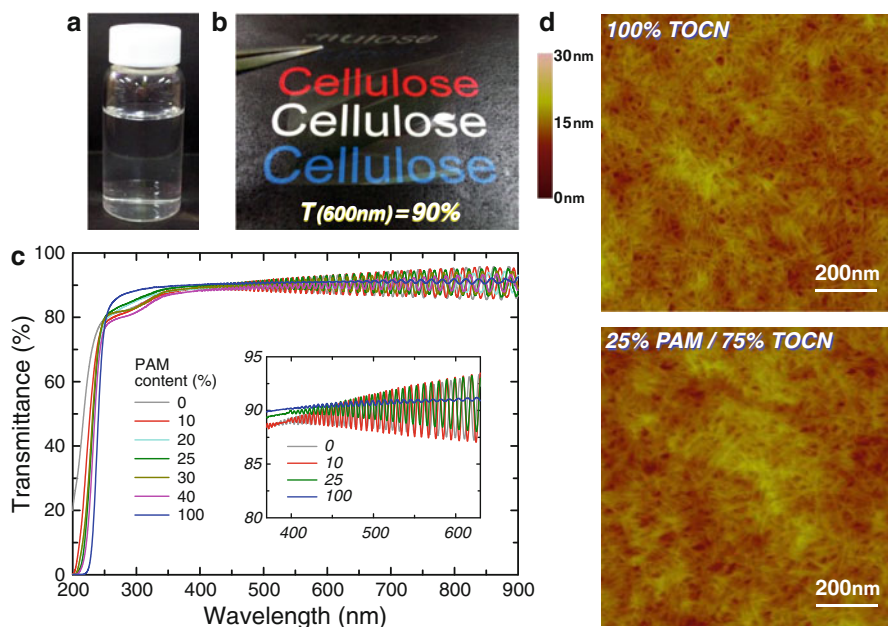 a
b
cellulose
Cellulose
Cellulose
Cellulose
T(600nm)=90%
30nm
15nm
0nm
d
100% TOCN
200nm
25% PAM / 75% TOCN
200nm
c
Transmittance (%)
100
80
60
40
20
0
PAM
content (%)
0
10
20
25
30
40
100
95
90
85
80
0
10
25
100
400 500 600
200 300 400 500 600 700 800 900
Wavelength (nm)